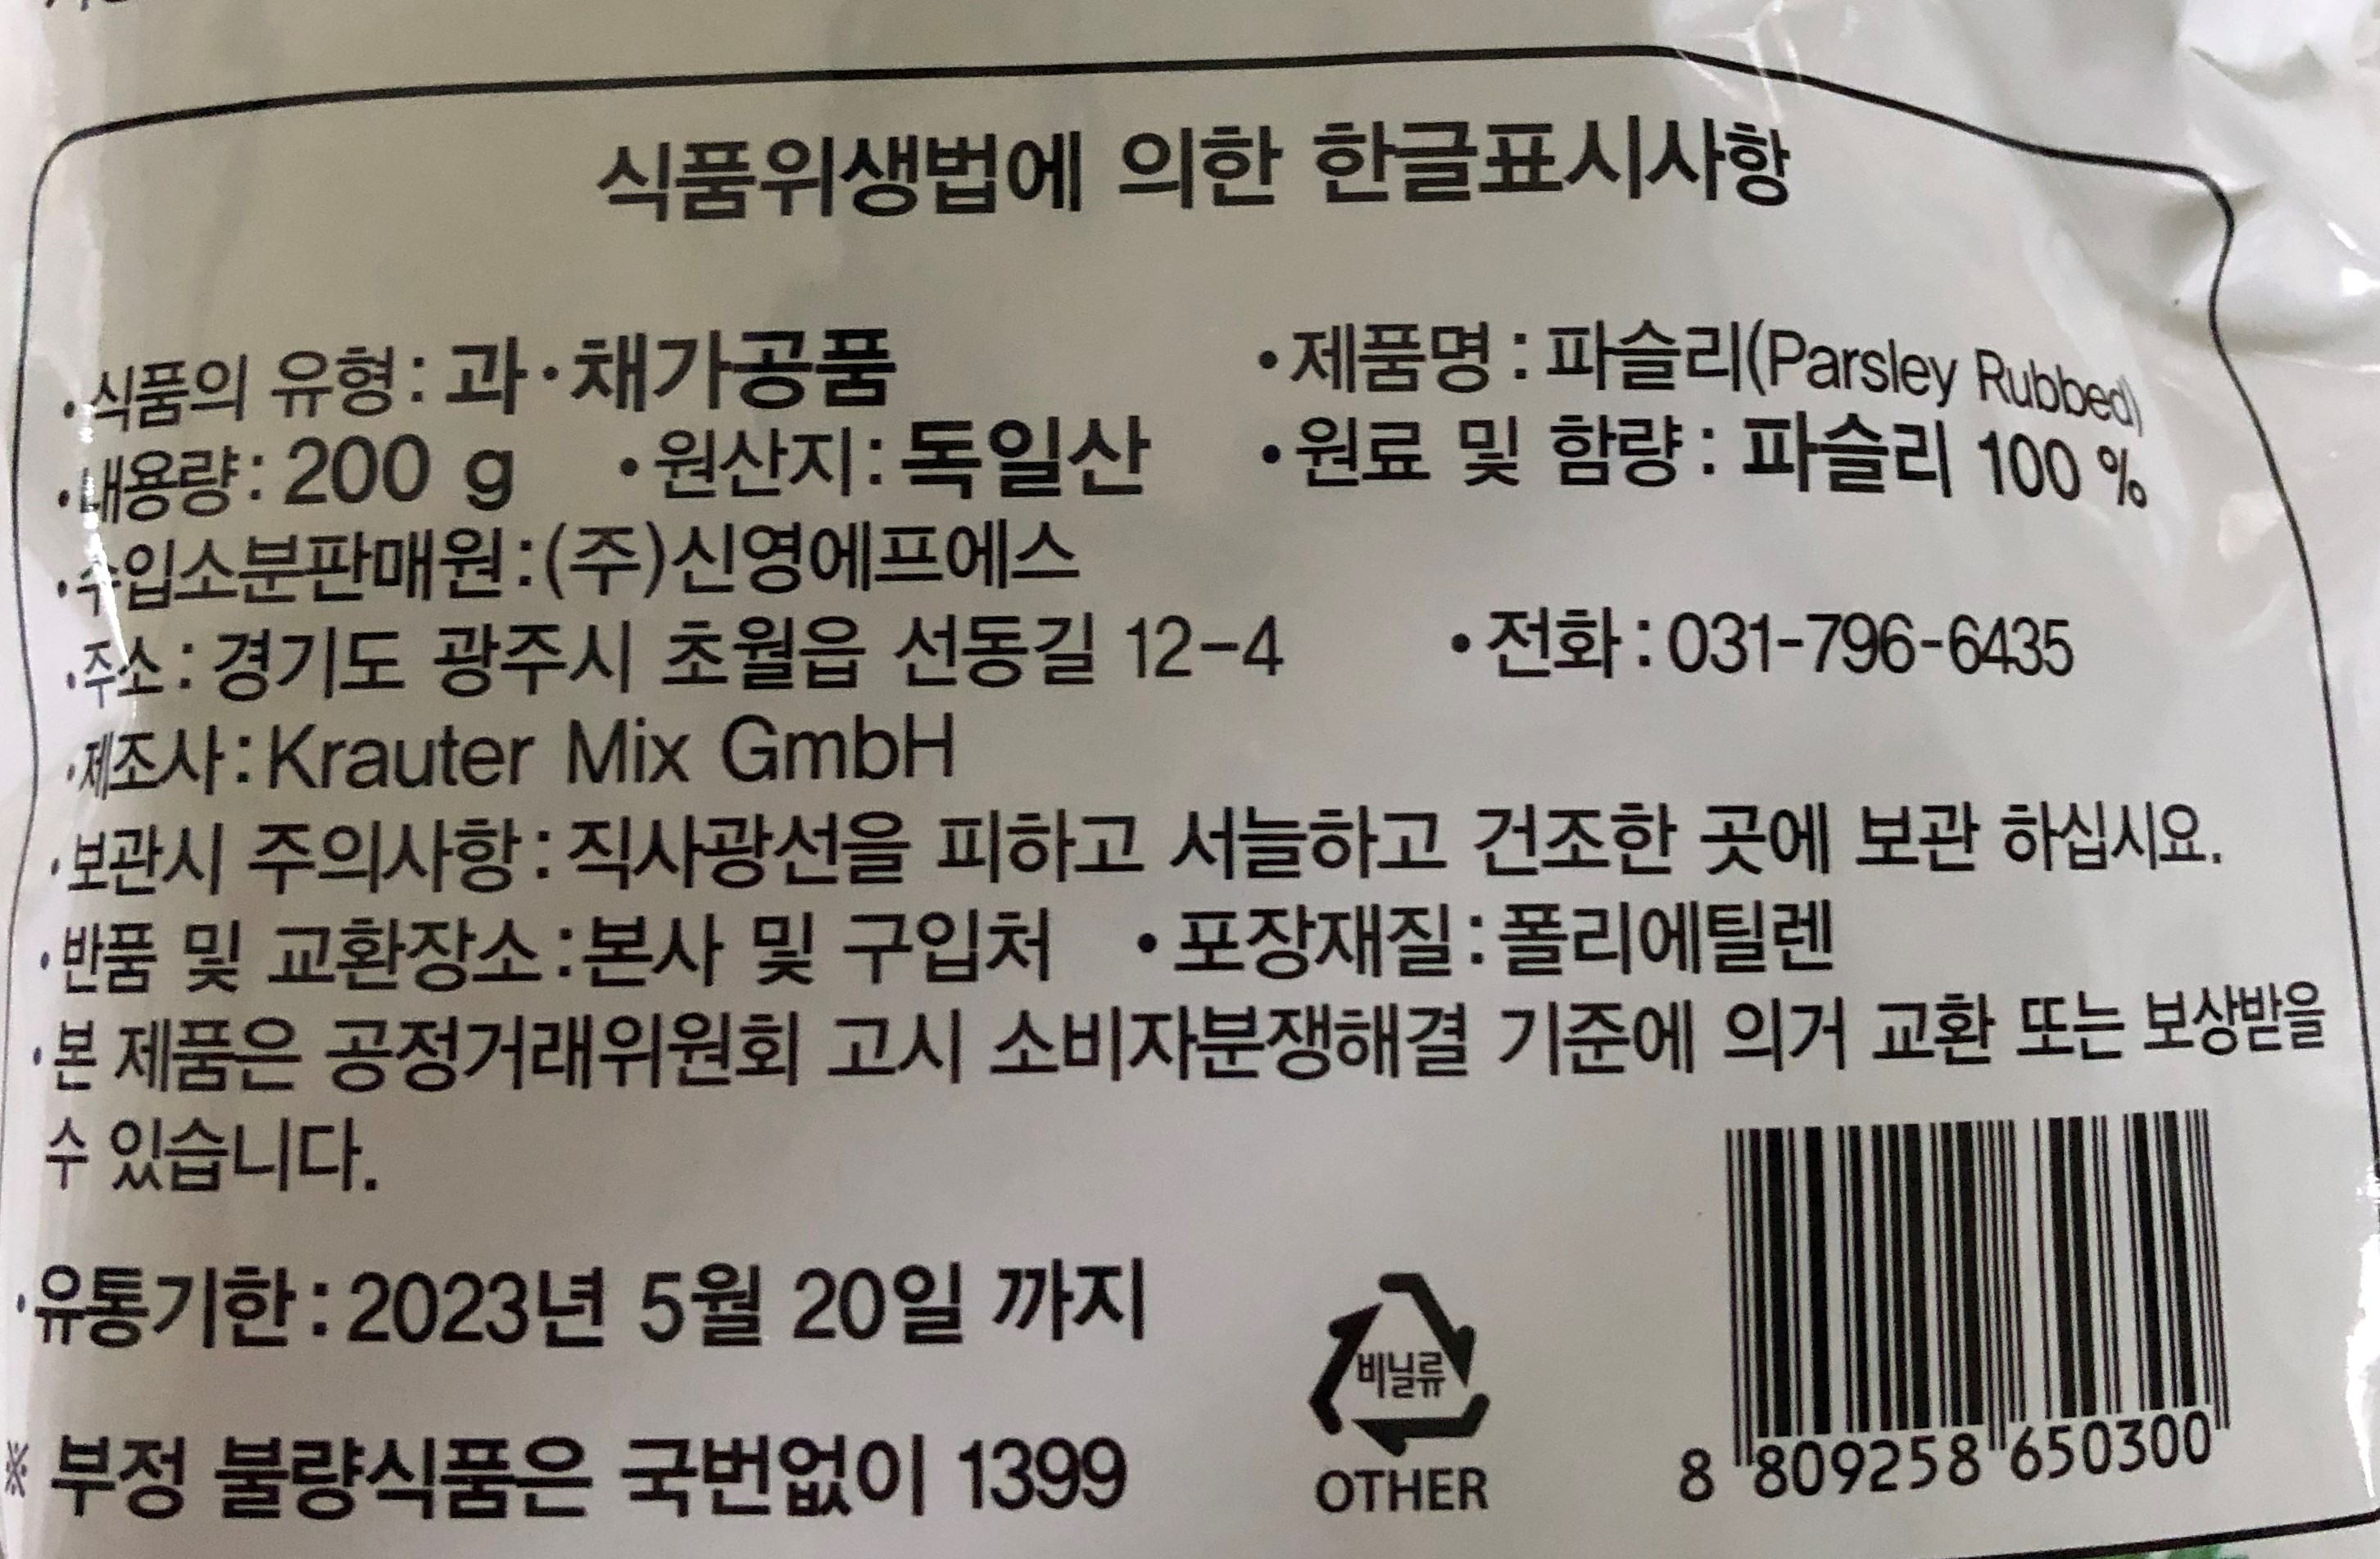 식품위생법에 의한 한글표시사항
•식품의 유형: 과·채가공품 •제품명 : 파슬리(Parsley Rubbed)
•내용량: 200 g •원산지: 독일산 •원료 및 함량 : 파슬리 100 %
•수입소분판매원:(주)신영에프에스
•주소: 경기도 광주시 초월읍 선동길 12-4 •전화: 031-796-6435
•제조사: Krauter Mix GmbH
•보관시 주의사항: 직사광선을 피하고 서늘하고 건조한 곳에 보관 하십시요.
•반품 및 교환장소:본사 및 구입처 •포장재질: 폴리에틸렌
•본 제품은 공정거래위원회 고시 소비자분쟁해결 기준에 의거 교환 또는 보상받을
수 있습니다.
•유통기한: 2023년 5월 20일 까지
비닐류
OTHER
※ 부정 불량식품은 국번없이 1399
8 809258 650300